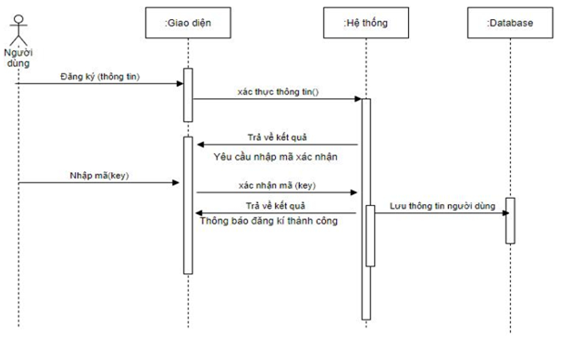 :Giao diện
:Hệ thống
:Database
Người
dùng
Đăng ký (thông tin)
xác thực thông tin()
Trả về kết quả
Yêu cầu nhập mã xác nhận
Nhập mã(key)
xác nhận mã (key)
Trả về kết quả
Lưu thông tin người dùng
Thông báo đăng kí thánh công